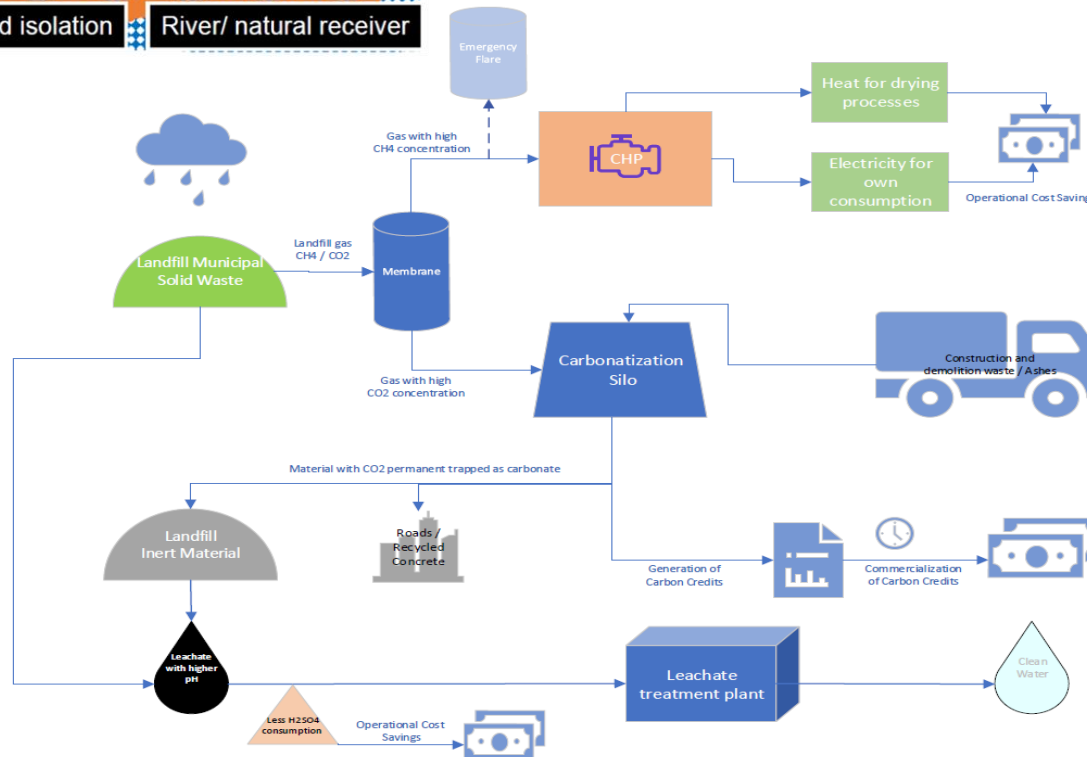 d isolation
River/ natural receiver
Emergency
Flare
Gas with high
CH4 concentration
CHP
Heat for drying
processes
Electricity for
own
consumption
Operational Cost Saving
Landfill Municipal
Solid Waste
Landfill gas
CH4 / CO2
Membrane
Gas with high
CO2 concentration
Carbonatization
Silo
Construction and
demolition waste / Ashes
Material with CO2 permanent trapped as carbonate
Landfill
Inert Material
Roads /
Recycled
Concrete
Generation of
Carbon Credits
Commercialization
of Carbon Credits
Leachate
with higher
pH
Leachate
treatment plant
Clean
Water
Less H2SO4
consumption
Operational Cost
Savings